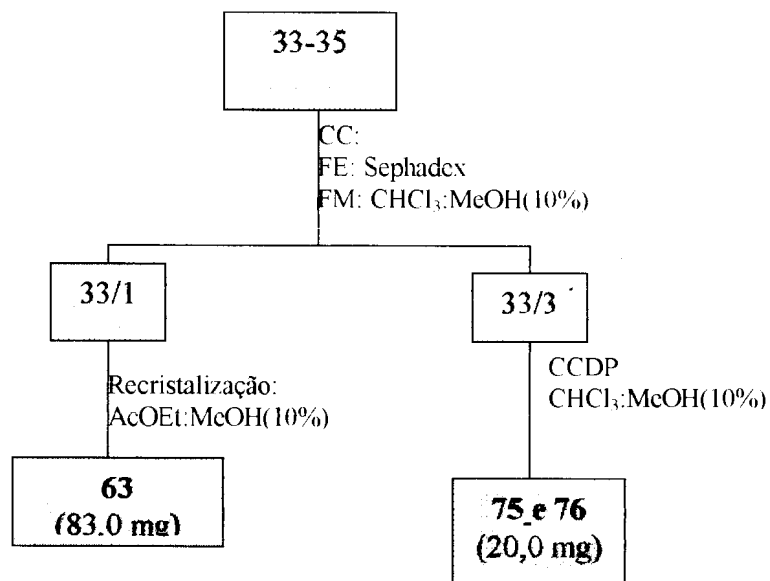 33-35
CC:
FE: Sephadex
FM: CHCl₃:MeOH(10%)
33/1
33/3
Recristalização:
AcOEt:MeOH(10%)
CCDP
CHCl₃:MeOH(10%)
63
(83,0 mg)
75 e 76
(20,0 mg)